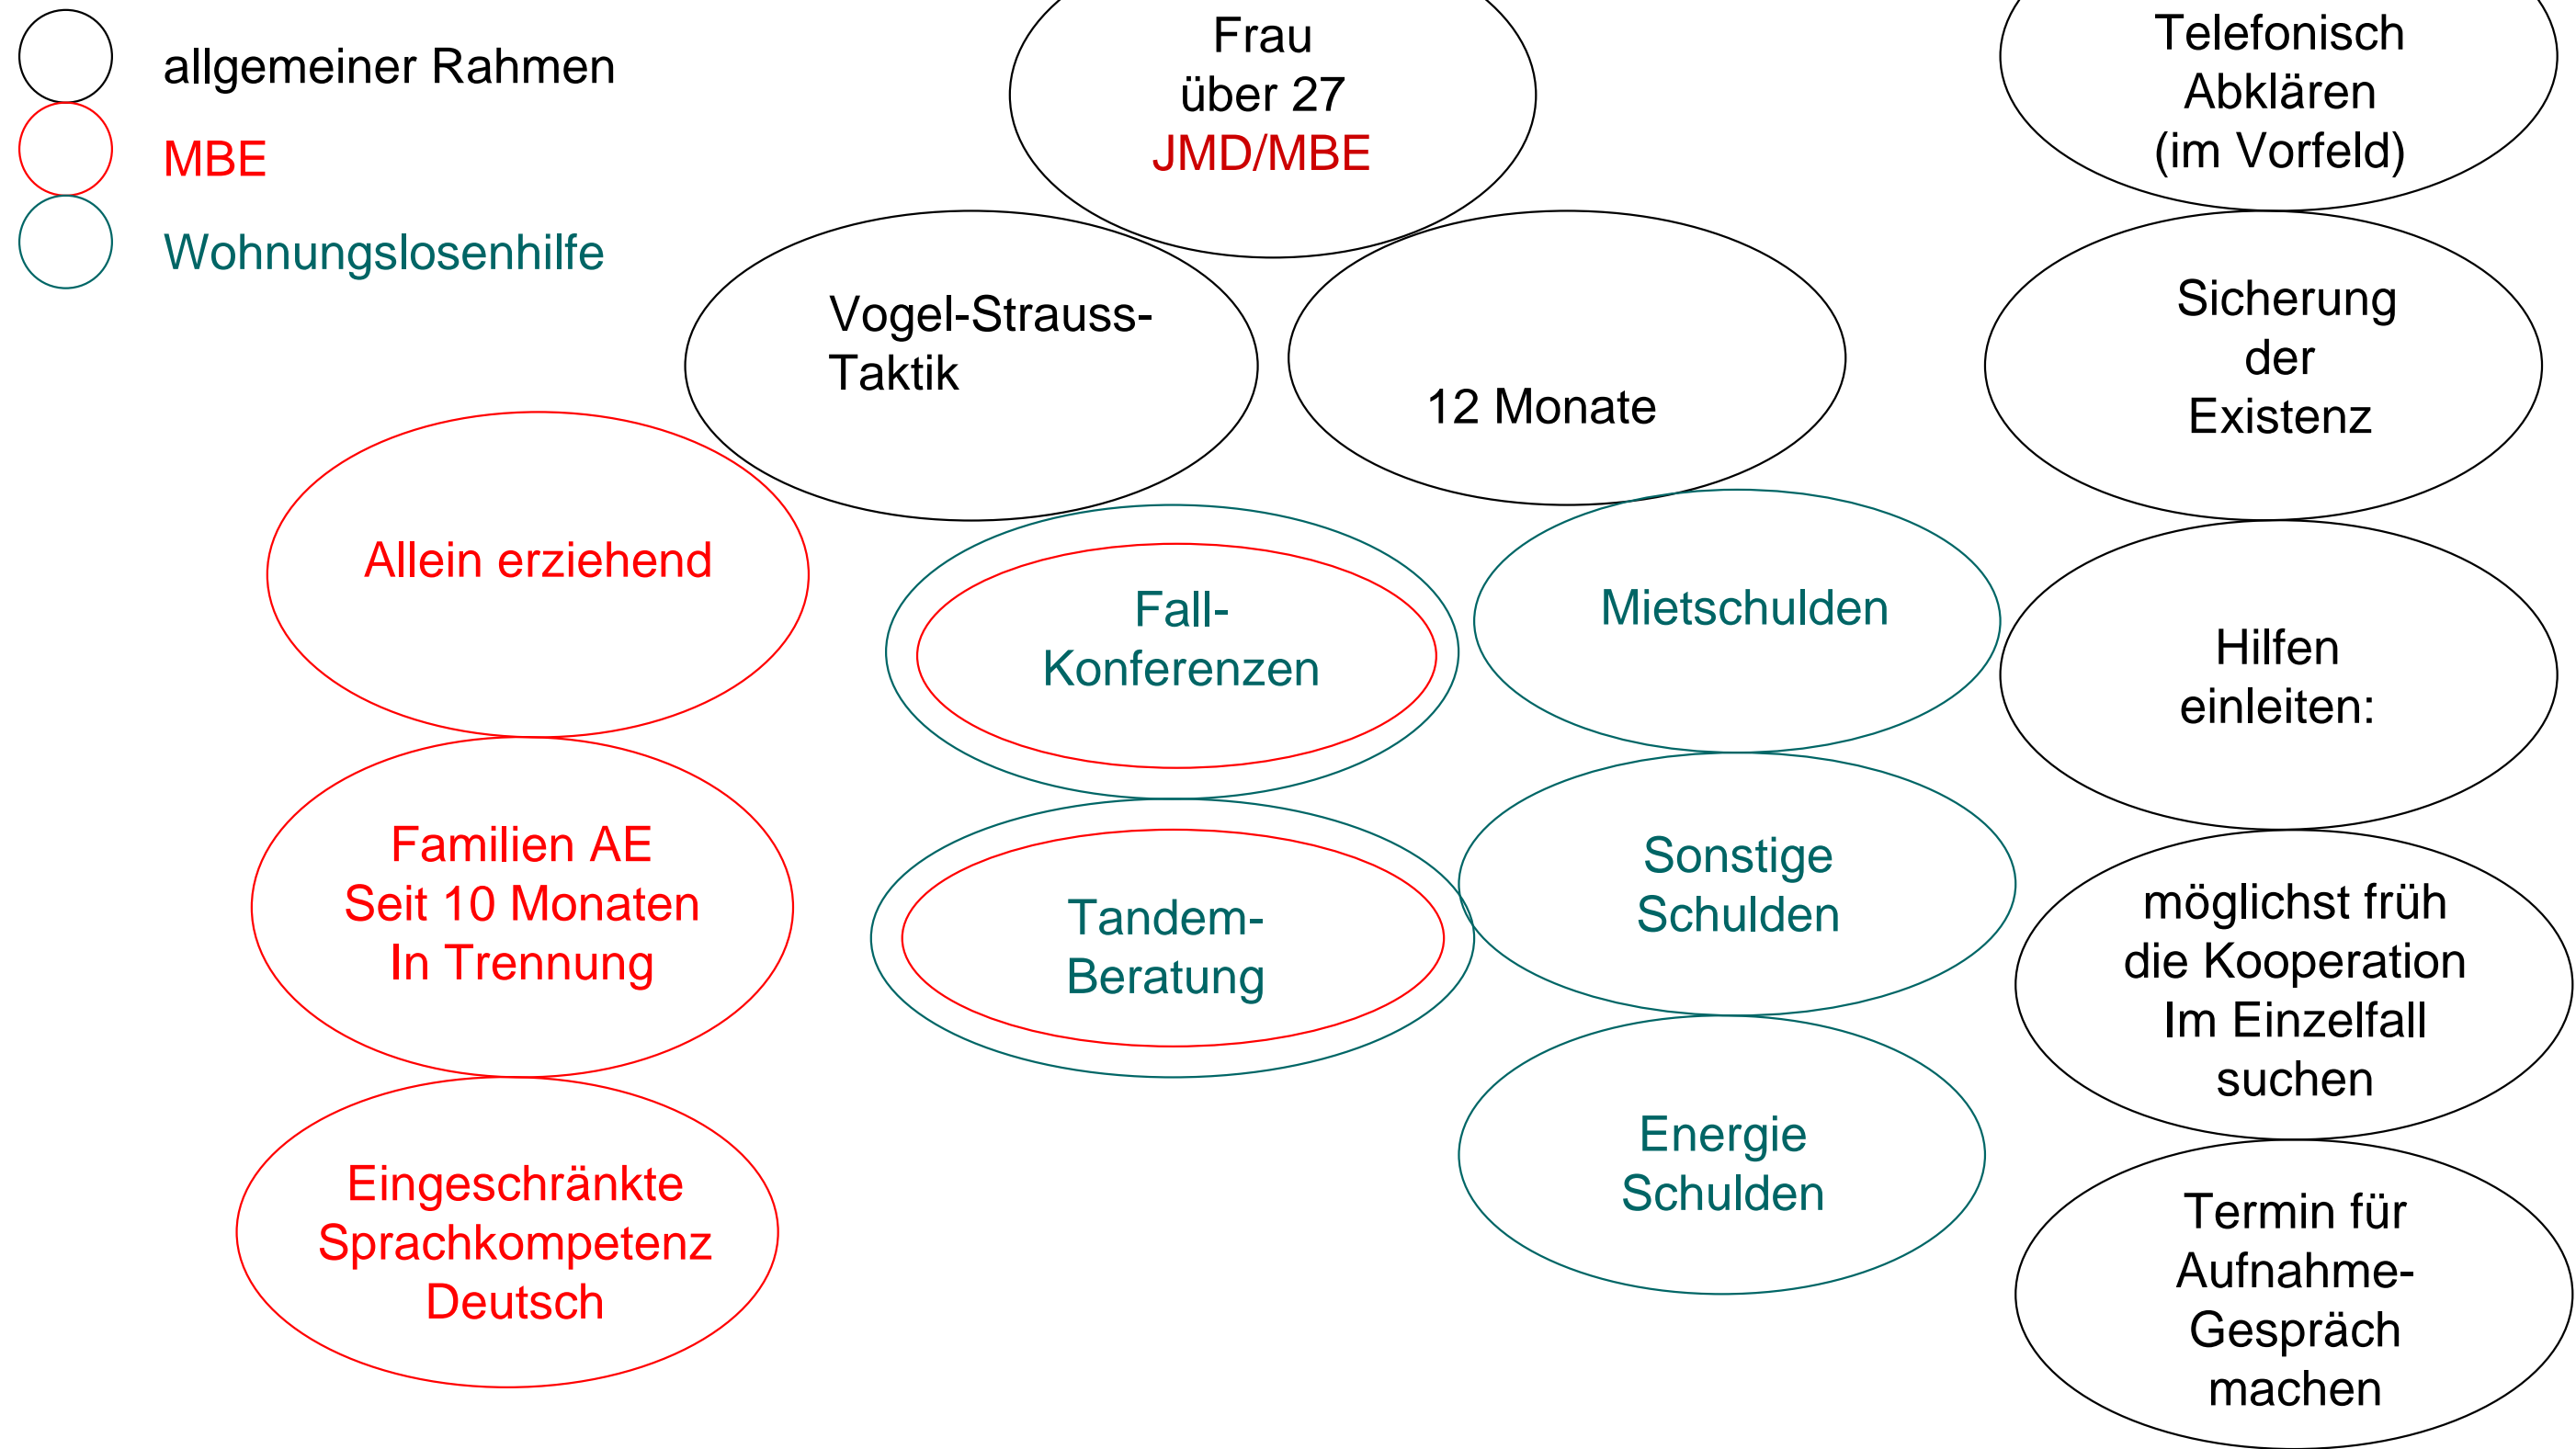 allgemeiner Rahmen
MBE
Wohnungslosenhilfe
Frau
über 27
JMD/MBE
Vogel-Strauss-
Taktik
12 Monate
Allein erziehend
Familien AE
Seit 10 Monaten
In Trennung
Eingeschränkte
Sprachkompetenz
Deutsch
Fall-
Konferenzen
Tandem-
Beratung
Mietschulden
Sonstige
Schulden
Energie
Schulden
Telefonisch
Abklären
(im Vorfeld)
Sicherung
der
Existenz
Hilfen
einleiten:
möglichst früh
die Kooperation
Im Einzelfall
suchen
Termin für
Aufnahme-
Gespräch
machen